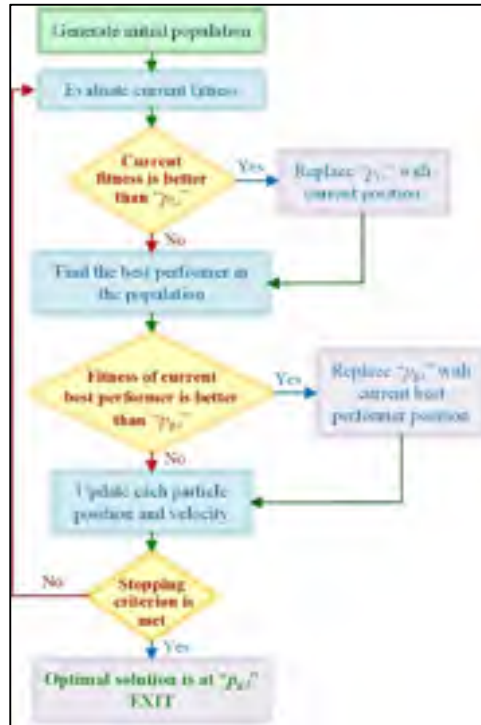 Generate initial population
Evaluate current fitness
Current
fitness is better
than
Yes
Replace with
current position
No
Find the best performer in
the population
Fitness of current
best performer is better
than
Yes
Replace with
current best
performer position
No
Update each particle
position and velocity
No
Stopping
criterion is
met
Yes
Optimal solution is at
EXIT